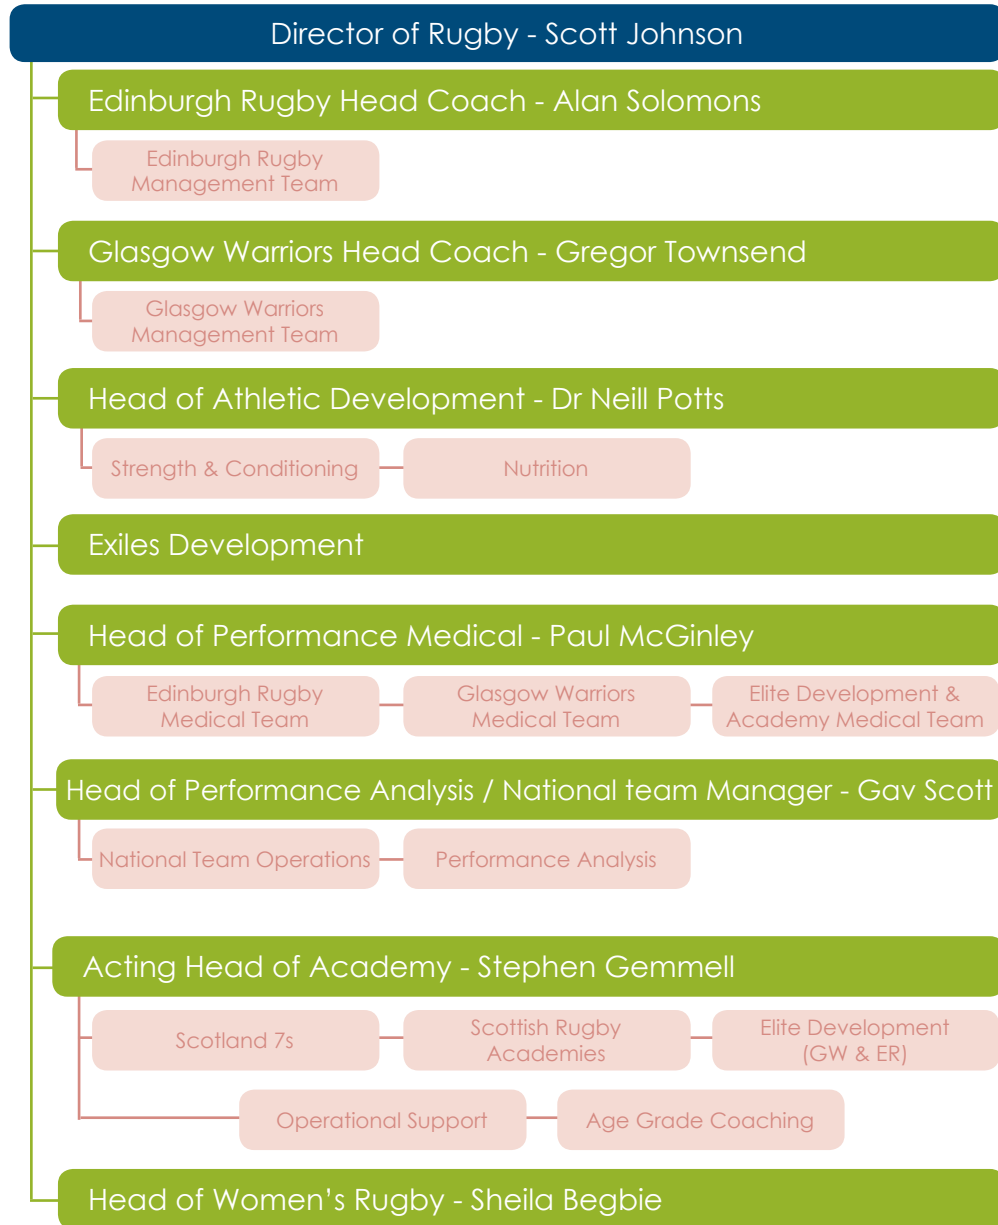 Director of Rugby - Scott Johnson
Edinburgh Rugby Head Coach - Alan Solomons
Edinburgh Rugby
Management Team
Glasgow Warriors Head Coach - Gregor Townsend
Glasgow Warriors
Management Team
Head of Athletic Development - Dr Neill Potts
Strength & Conditioning
Nutrition
Exiles Development
Head of Performance Medical - Paul McGinley
Edinburgh Rugby
Medical Team
Glasgow Warriors
Medical Team
Elite Development &
Academy Medical Team
Head of Performance Analysis / National team Manager - Gav Scott
National Team Operations
Performance Analysis
Acting Head of Academy - Stephen Gemmell
Scotland 7s
Scottish Rugby
Academies
Elite Development
(GW & ER)
Operational Support
Age Grade Coaching
Head of Women’s Rugby - Sheila Begbie